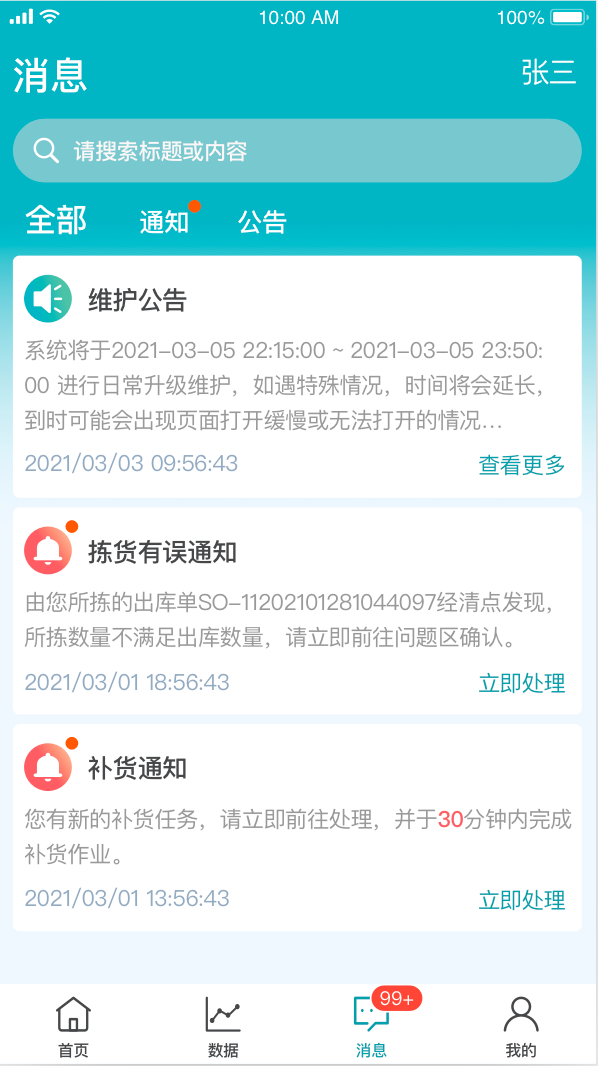 10:00 AM 100%
消息 张三
请搜索标题或内容
全部 通知 公告
维护公告
系统将于2021-03-05 22:15:00 ~ 2021-03-05 23:50:
00 进行日常升级维护，如遇特殊情况，时间将会延长，
到时可能会出现页面打开缓慢或无法打开的情况...
2021/03/03 09:56:43 查看更多
拣货有误通知
由您所拣的出库单SO-11202101281044097经清点发现，
所拣数量不满足出库数量，请立即前往问题区确认。
2021/03/01 18:56:43 立即处理
补货通知
您有新的补货任务，请立即前往处理，并于30分钟内完成
补货作业。
2021/03/01 13:56:43 立即处理
99+
首页 数据 消息 我的